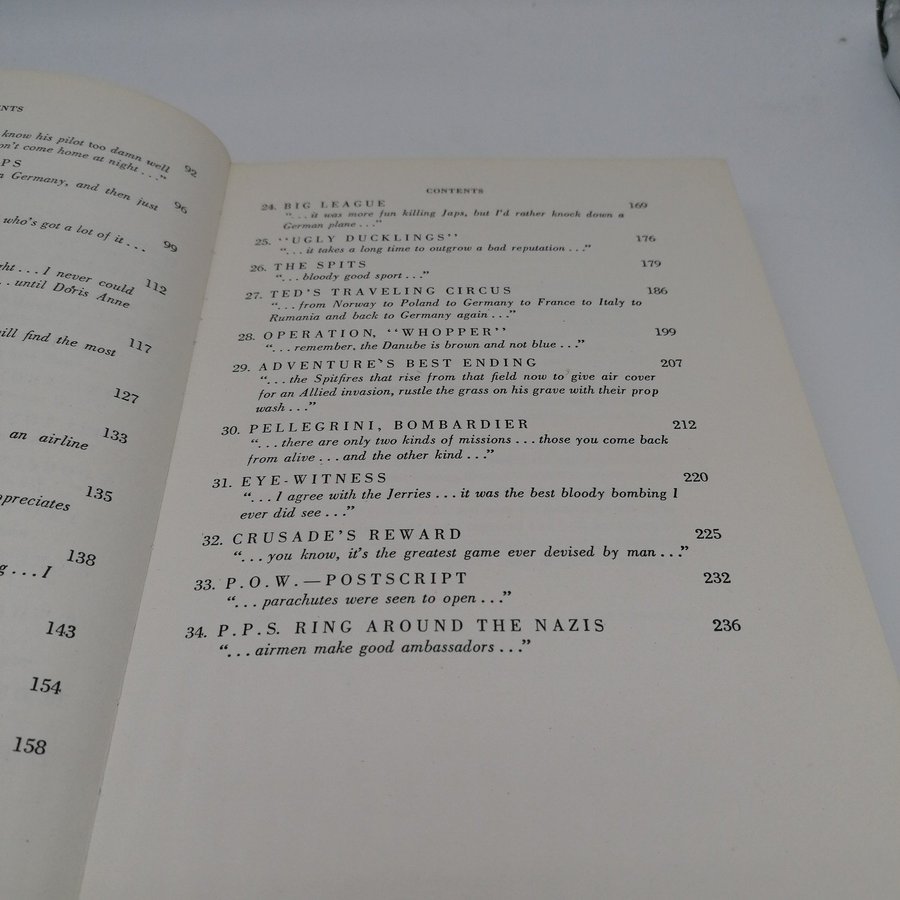 NTS
know his pilot too damn well
n't come home at night . . ." 92
PS
Germany, and then just 96
who's got a lot of it . . . 99
ght . . . I never could 112
. . until Doris Anne
will find the most 117
127
an airline 133
preciates 135
138
g . . . I
143
154
158
CONTENTS
24. BIG LEAGUE 169
". . . it was more fun killing Japs, but I'd rather knock down a
German plane . . ."
25. "UGLY DUCKLINGS" 176
". . . it takes a long time to outgrow a bad reputation . . ."
26. THE SPITS 179
". . . bloody good sport . . ."
27. TED'S TRAVELING CIRCUS 186
". . . from Norway to Poland to Germany to France to Italy to
Rumania and back to Germany again . . ."
28. OPERATION, "WHOPPER" 199
". . . remember, the Danube is brown and not blue . . ."
29. ADVENTURE'S BEST ENDING 207
". . . the Spitfires that rise from that field now to give air cover
for an Allied invasion, rustle the grass on his grave with their prop
wash . . ."
30. PELLEGRINI, BOMBARDIER 212
". . . there are only two kinds of missions . . . those you come back
from alive . . . and the other kind . . ."
31. EYE-WITNESS 220
". . . I agree with the Jerries . . . it was the best bloody bombing I
ever did see . . ."
32. CRUSADE'S REWARD 225
". . . you know, it's the greatest game ever devised by man . . ."
33. P.O.W.—POSTSCRIPT 232
". . . parachutes were seen to open . . ."
34. P.P.S. RING AROUND THE NAZIS 236
". . . airmen make good ambassadors . . ."